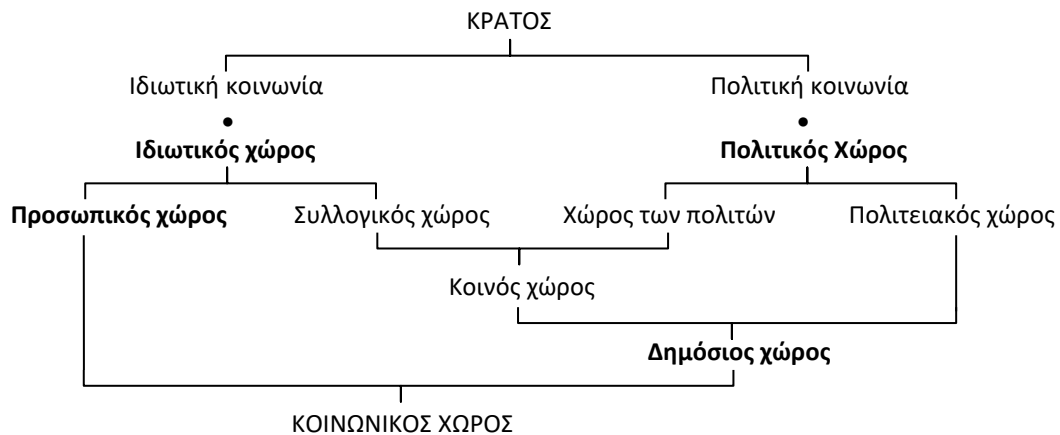 ΚΡΑΤΟΣ
Ιδιωτική κοινωνία Πολιτική κοινωνία
• •
Ιδιωτικός χώρος Πολιτικός Χώρος
Προσωπικός χώρος Συλλογικός χώρος Χώρος των πολιτών Πολιτειακός χώρος
Κοινός χώρος
Δημόσιος χώρος
ΚΟΙΝΩΝΙΚΟΣ ΧΩΡΟΣ